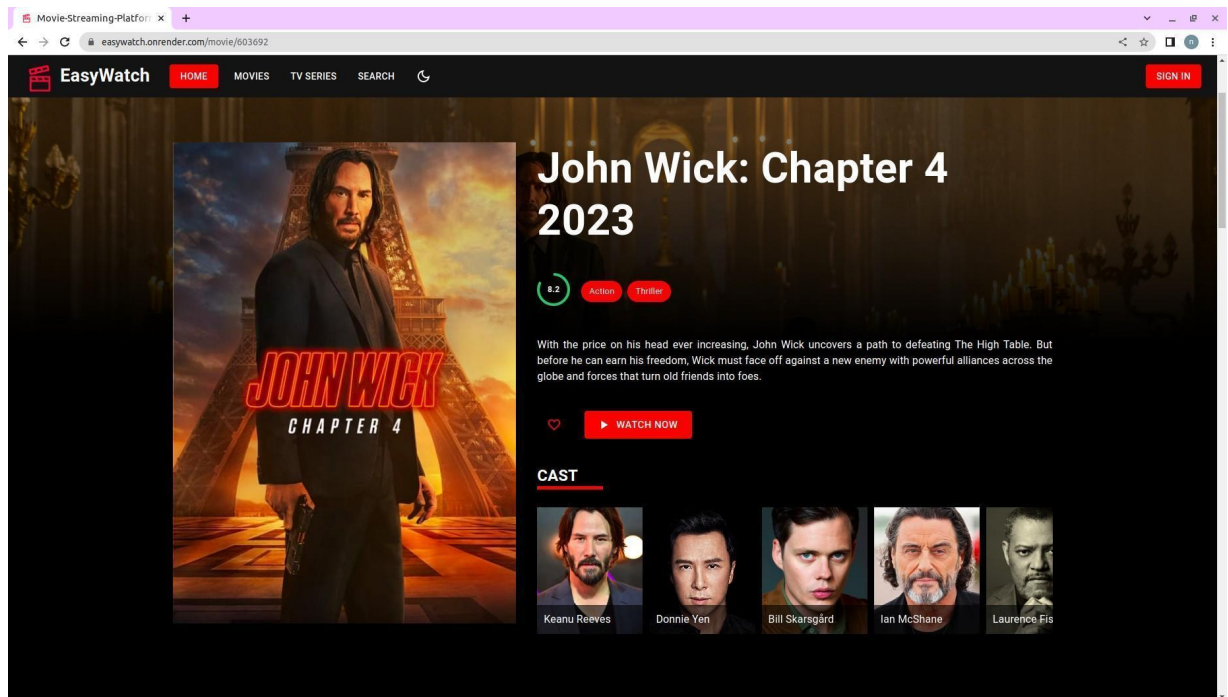 Movie-Streaming-Platfor
easywatch.onrender.com/movie/603692
n
EasyWatch HOME MOVIES TV SERIES SEARCH SIGN IN
John Wick: Chapter 4
2023
8.2 Action Thriller
With the price on his head ever increasing, John Wick uncovers a path to defeating The High Table. But
before he can earn his freedom, Wick must face off against a new enemy with powerful alliances across the
globe and forces that turn old friends into foes.
JOHN WICK
CHAPTER 4
WATCH NOW
CAST
Keanu Reeves Donnie Yen Bill Skarsgård Ian McShane Laurence Fis